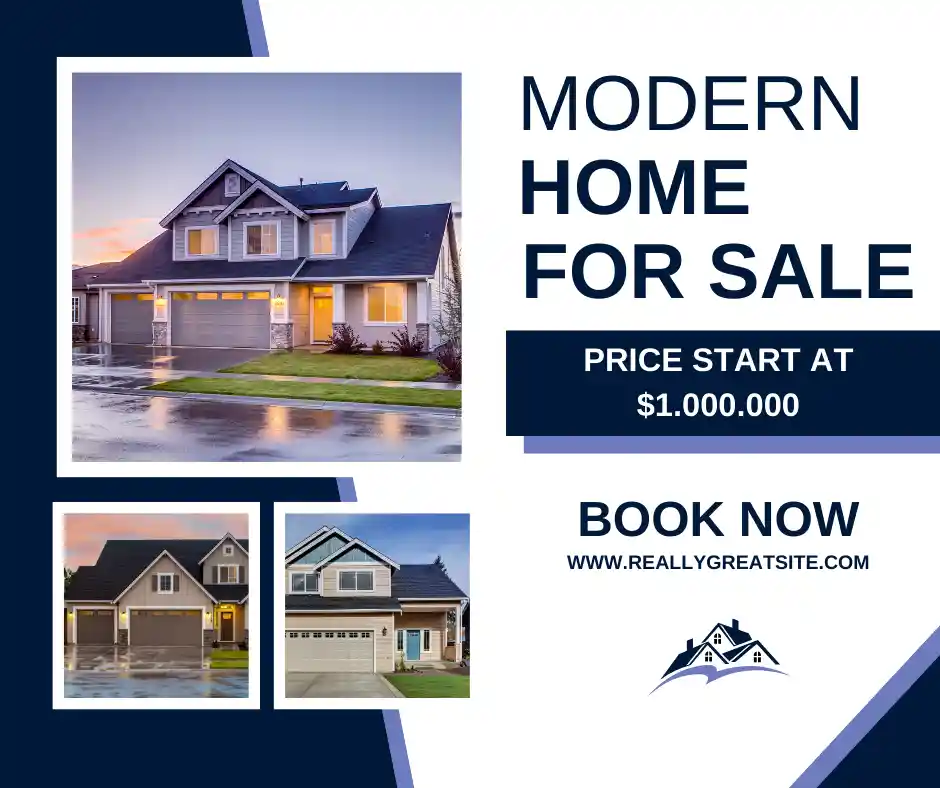 MODERN
HOME
FOR SALE
PRICE START AT
$1.000.000
BOOK NOW
WWW.REALLYGREATSITE.COM